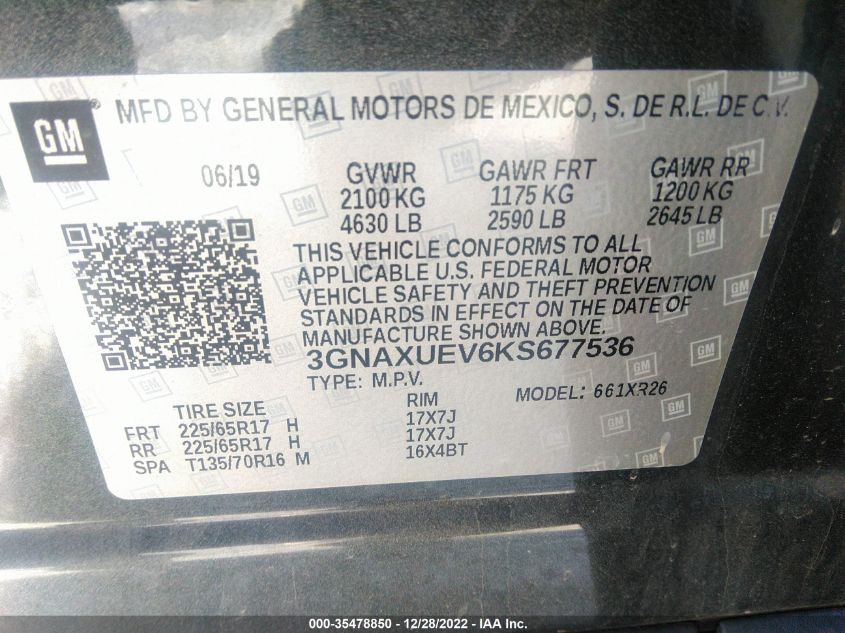 GM
MFD BY GENERAL MOTORS DE MEXICO, S. DE R.L. DE C.V.
06/19
GVWR GAWR FRT GAWR RR
2100 KG 1175 KG 1200 KG
4630 LB 2590 LB 2645 LB
THIS VEHICLE CONFORMS TO ALL
APPLICABLE U.S. FEDERAL MOTOR
VEHICLE SAFETY AND THEFT PREVENTION
STANDARDS IN EFFECT ON THE DATE OF
MANUFACTURE SHOWN ABOVE.
3GNAXUEV6KS677536
TYPE: M.P.V. MODEL: 661XR26
TIRE SIZE RIM
FRT 225/65R17 H 17X7J
RR 225/65R17 H 17X7J
SPA T135/70R16 M 16X4BT
000-35478850 - 12/28/2022 - IAA Inc.